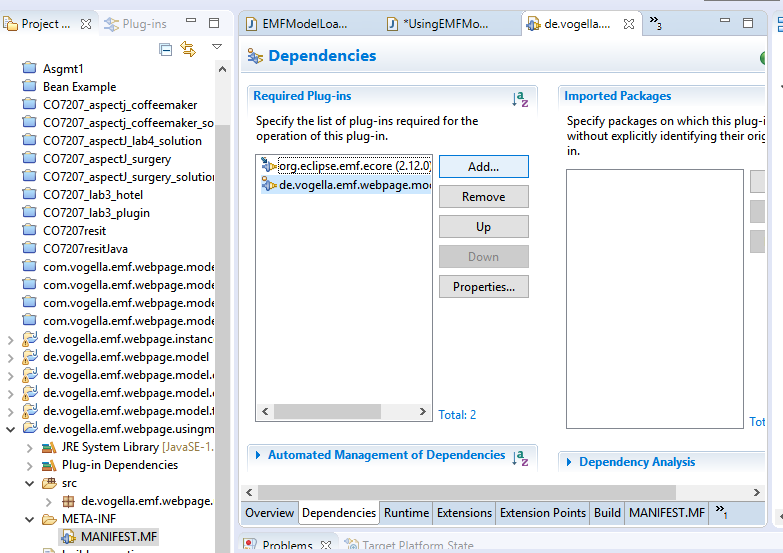 Project ...
Plug-ins
Asgmt1
Bean Example
CO7207_aspectj_coffeemaker
CO7207_aspectj_coffeemaker_so
CO7207_aspectJ_lab4_solution
CO7207_aspectJ_surgery
CO7207_aspectJ_surgery_solution
CO7207_lab3_hotel
CO7207_lab3_plugin
CO7207resit
CO7207resitJava
com.vogella.emf.webpage.mode
com.vogella.emf.webpage.mode
com.vogella.emf.webpage.mode
com.vogella.emf.webpage.mode
de.vogella.emf.webpage.instanc
de.vogella.emf.webpage.model
de.vogella.emf.webpage.model.
de.vogella.emf.webpage.model.
de.vogella.emf.webpage.model.
de.vogella.emf.webpage.usingm
JRE System Library [JavaSE-1.
Plug-in Dependencies
src
de.vogella.emf.webpage.
META-INF
MANIFEST.MF
EMFModelLoa...
*UsingEMFMo...
de.vogella....
»3
Dependencies
Required Plug-ins
Specify the list of plug-ins required for the
operation of this plug-in.
org.eclipse.emf.ecore (2.12.0)
de.vogella.emf.webpage.mo
Add...
Remove
Up
Down
Properties...
Total: 2
Imported Packages
Specify packages on which this plug-i
without explicitly identifying their orig
in.
Tot
Automated Management of Dependencies
Dependency Analysis
Overview
Dependencies
Runtime
Extensions
Extension Points
Build
MANIFEST.MF
»1
Problems
Target Platform State